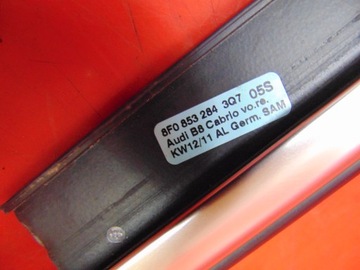 8F0 853 284 3Q7 05S
Audi B8 Cabrio vo.re.
KW12/11 AL Germ. SAM